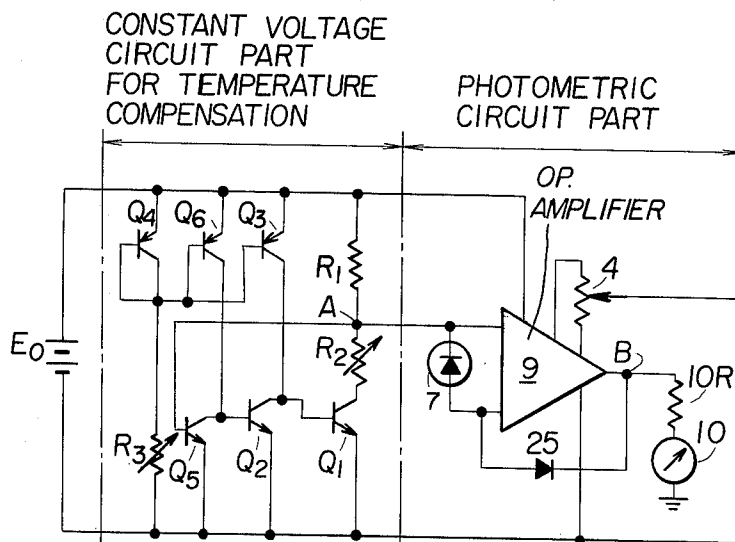 CONSTANT VOLTAGE
CIRCUIT PART
FOR TEMPERATURE
COMPENSATION
PHOTOMETRIC
CIRCUIT PART
OP.
AMPLIFIER
Q4
Q6
Q3
R1
4
A
E0
R2
B
9
7
10R
R3
Q5
Q2
Q1
25
10